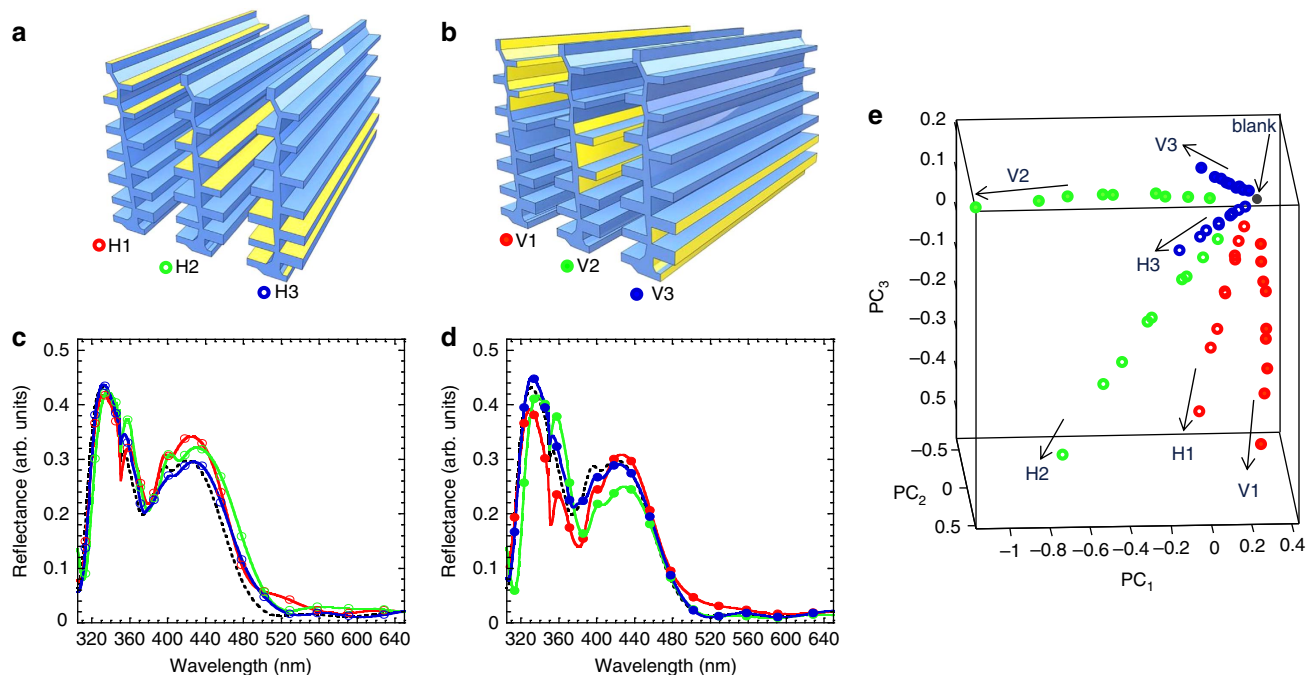 a
H1
H2
H3
b
V1
V2
V3
c
0.5
0.4
0.3
0.2
0.1
0
Reflectance (arb. units)
320 360 400 440 480 520 560 600 640
Wavelength (nm)
d
0.5
0.4
0.3
0.2
0.1
0
Reflectance (arb. units)
320 360 400 440 480 520 560 600 640
Wavelength (nm)
e
0.2
0.1
0
−0.1
−0.2
−0.3
−0.4
0.5
−0.5
0
0.5
PC3
PC2
−1 −0.8 −0.6 −0.4 −0.2 0 0.2 0.4
PC1
blank
V3
V2
H3
H2
H1
V1